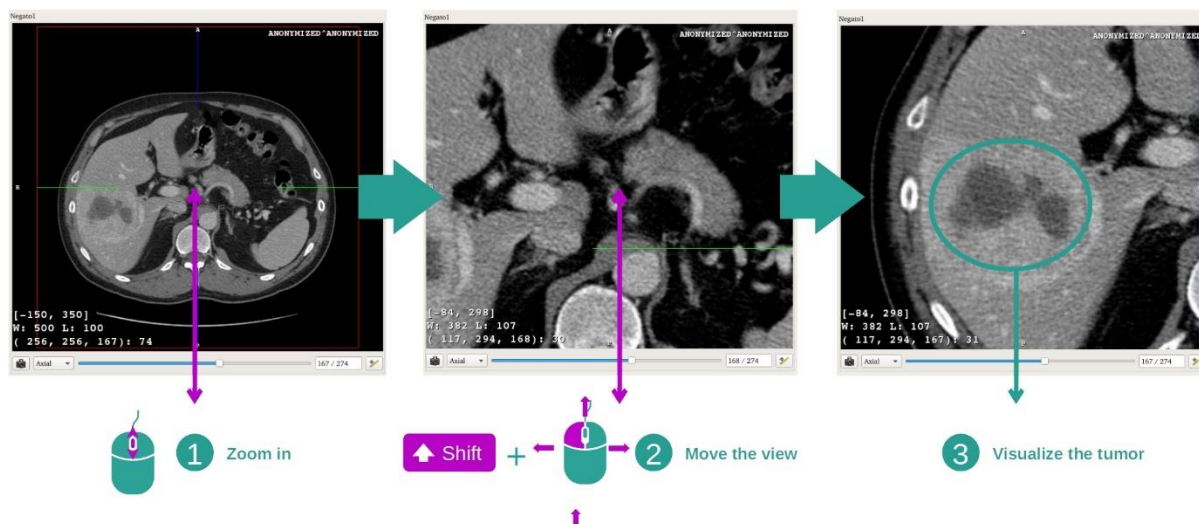 Negato1
A
ANONYMIZED^ANONYMIZED
R
[-150, 350]
W: 500 L: 100
( 256, 256, 167): 74
P
Axial
167 / 274
Negato1
A
ANONYMIZED^ANONYMIZED
[-84, 298]
W: 382 L: 107
( 117, 294, 168): 30
P
Axial
168 / 274
Negato1
A
ANONYMIZED^ANONYMIZED
[-84, 298]
W: 382 L: 107
( 117, 294, 167): 31
P
Axial
167 / 274
1 Zoom in
Shift + 2 Move the view
3 Visualize the tumor